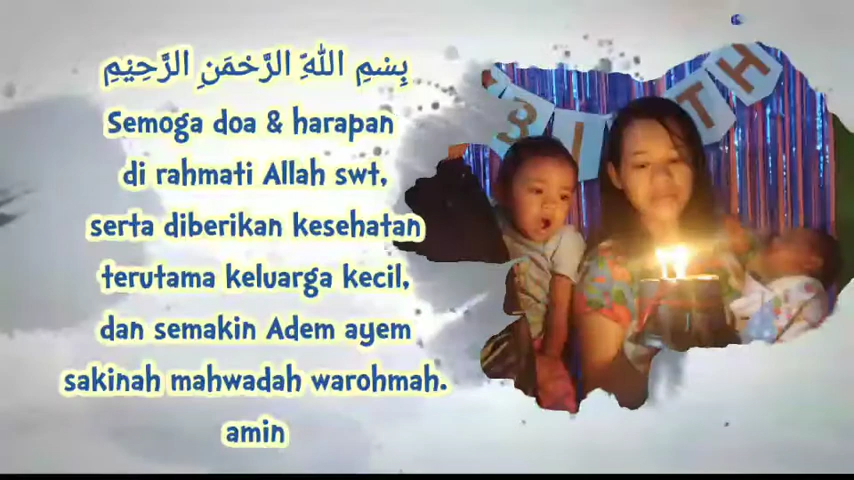 بِسْمِ اللّٰهِ الرَّحْمَنِ الرَّحِيْمِ
Semoga doa & harapan
di rahmati Allah swt,
serta diberikan kesehatan
terutama keluarga kecil,
dan semakin Adem ayem
sakinah mahwadah warohmah.
amin
B I TH